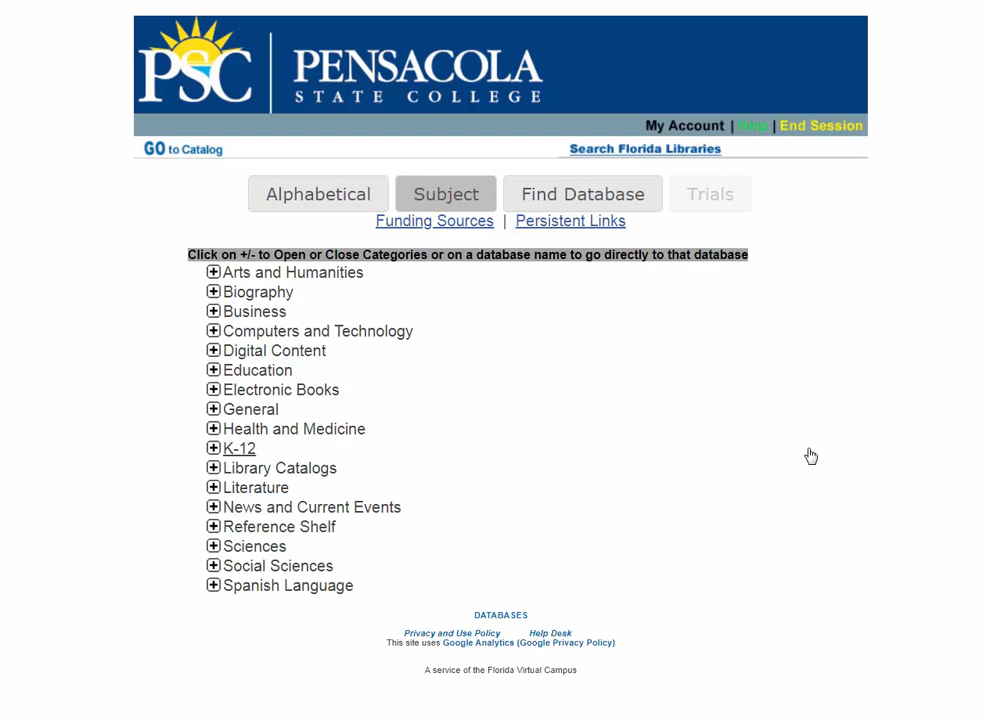 PSC PENSACOLA
STATE COLLEGE
My Account | Help | End Session
GO to Catalog Search Florida Libraries
Alphabetical Subject Find Database Trials
Funding Sources | Persistent Links
Click on +/- to Open or Close Categories or on a database name to go directly to that database
Arts and Humanities
Biography
Business
Computers and Technology
Digital Content
Education
Electronic Books
General
Health and Medicine
K-12
Library Catalogs
Literature
News and Current Events
Reference Shelf
Sciences
Social Sciences
Spanish Language
DATABASES
Privacy and Use Policy Help Desk
This site uses Google Analytics (Google Privacy Policy)
A service of the Florida Virtual Campus